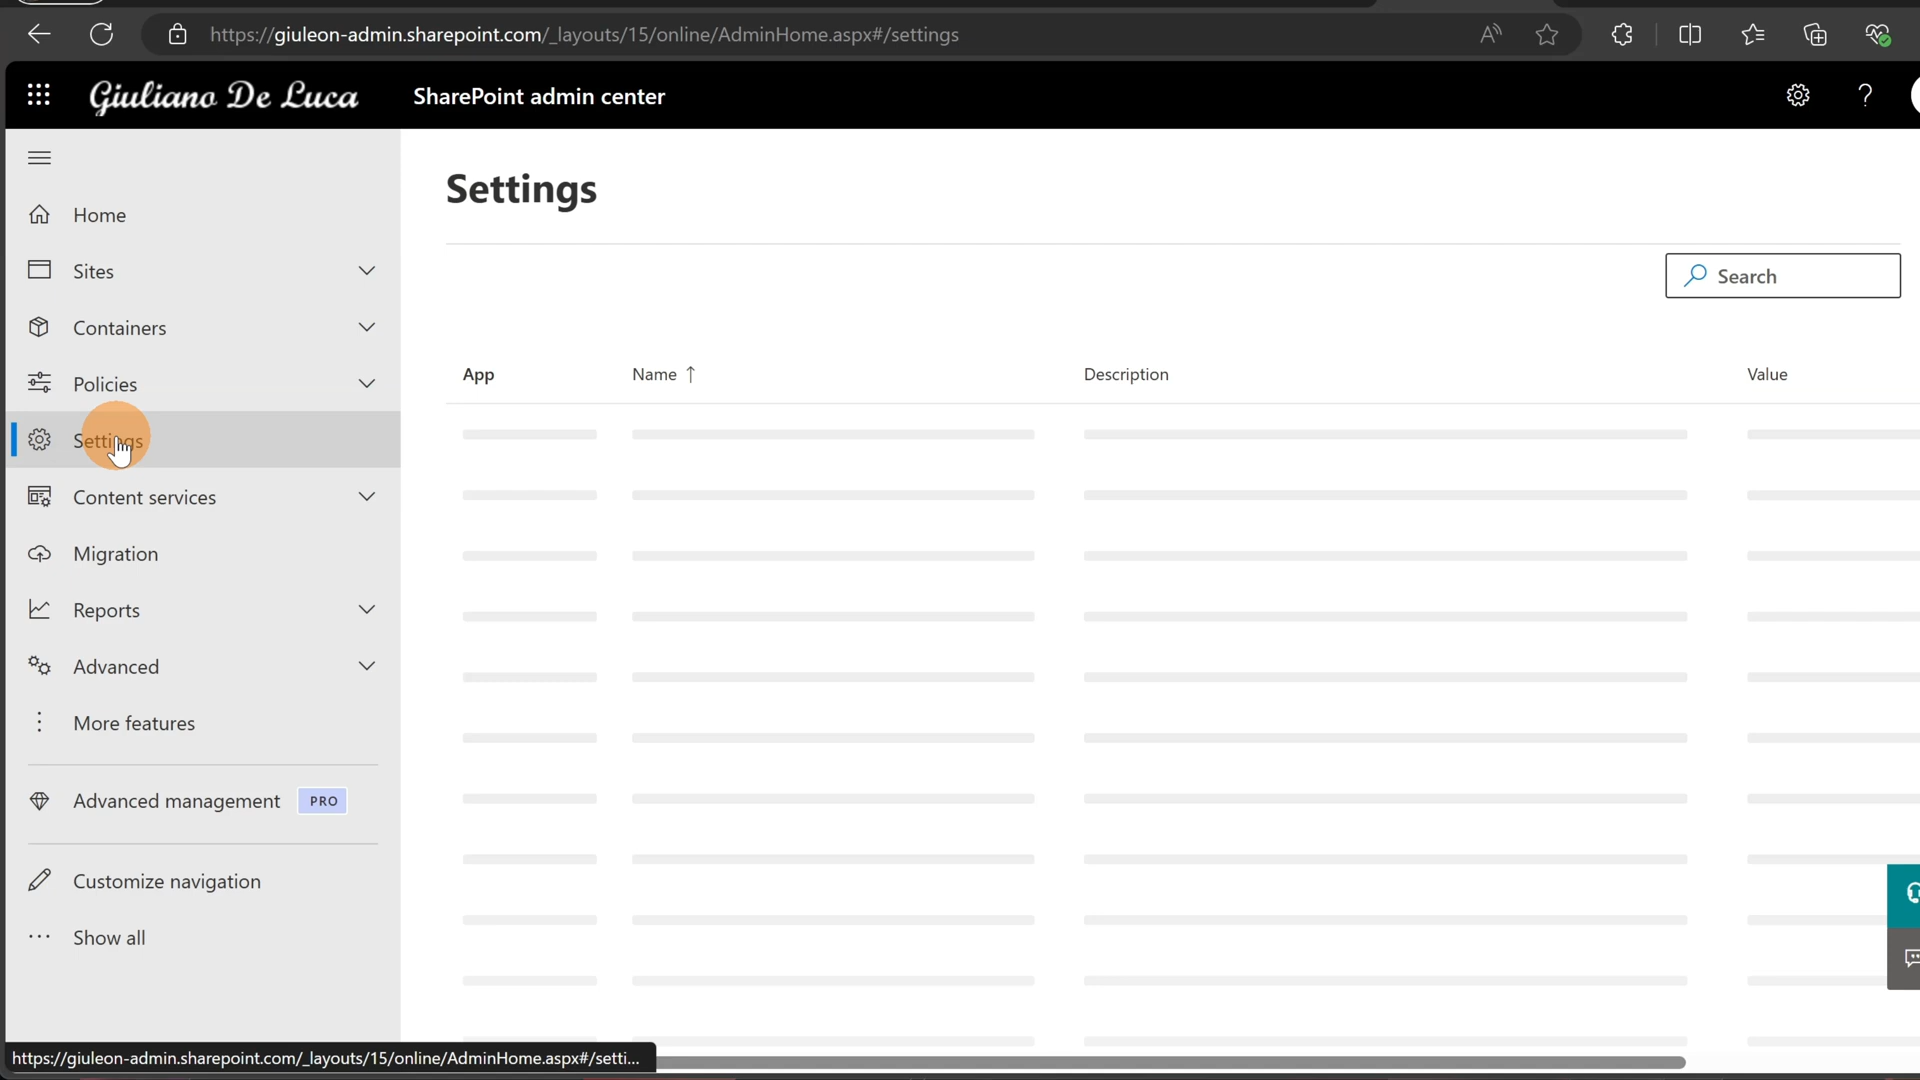 https://giuleon-admin.sharepoint.com/_layouts/15/online/AdminHome.aspx#/settings
Giuliano De Luca
SharePoint admin center
Home
Sites
Containers
Policies
Settings
Content services
Migration
Reports
Advanced
More features
Advanced management PRO
Customize navigation
Show all
Settings
Search
App Name ↑ Description Value
https://giuleon-admin.sharepoint.com/_layouts/15/online/AdminHome.aspx#/setti...